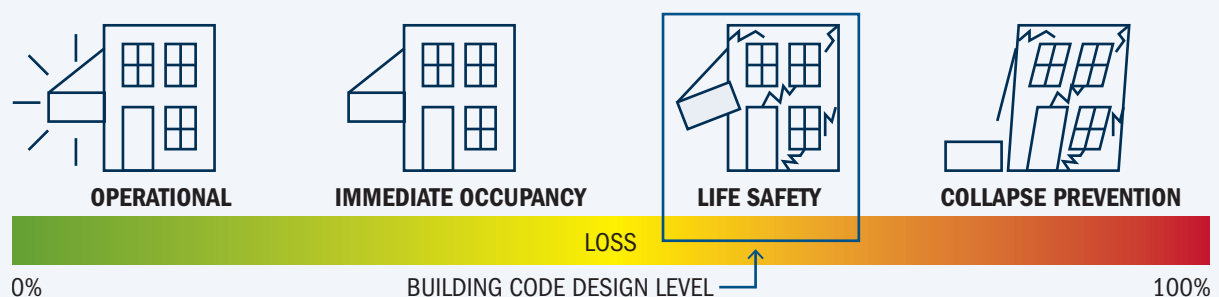 OPERATIONAL
IMMEDIATE OCCUPANCY
LIFE SAFETY
COLLAPSE PREVENTION
LOSS
0%
BUILDING CODE DESIGN LEVEL
100%